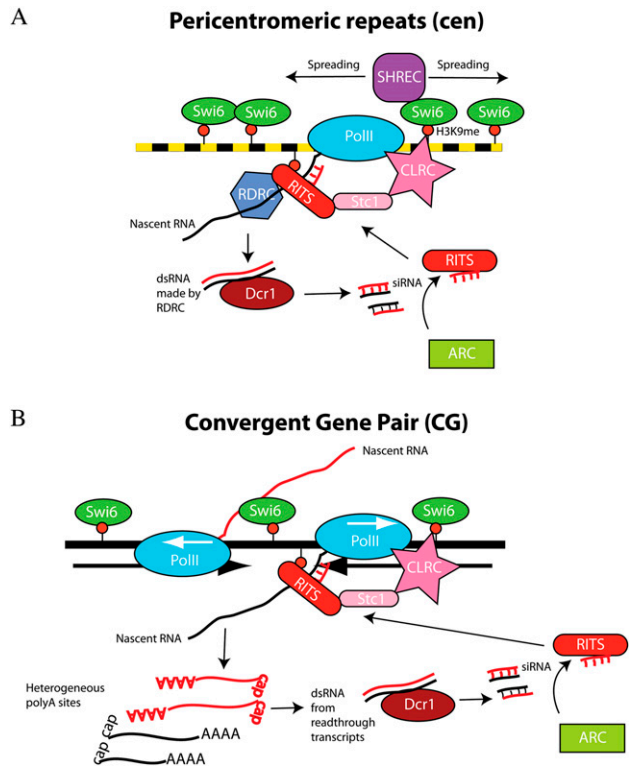 A
Pericentromeric repeats (cen)
Spreading
SHREC
Spreading
Swi6
Swi6
Swi6
Swi6
PolII
H3K9me
CLRC
RDRC
RITS
Stc1
Nascent RNA
RITS
dsRNA
made by
RDRC
Dcr1
siRNA
ARC
B
Convergent Gene Pair (CG)
Nascent RNA
Swi6
Swi6
Swi6
PolII
PolII
CLRC
RITS
Stc1
Nascent RNA
RITS
siRNA
Heterogeneous
polyA sites
AAAA
cap
AAAA
cap
dsRNA
from
readthrough
transcripts
Dcr1
cap
AAAA
cap
AAAA
ARC